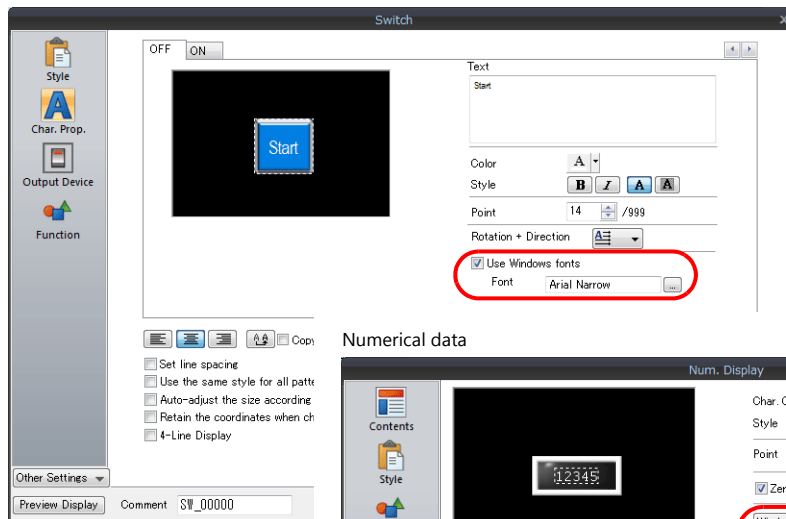 Switch
OFF
ON
Style
Char. Prop.
Output Device
Function
Start
Text
Start
Color
A
Style
B I A A
Point
14
/999
Rotation + Direction
Use Windows fonts
Font
Arial Narrow
...
Copy
Set line spacing
Use the same style for all patte
Auto-adjust the size according
Retain the coordinates when ch
4-Line Display
Other Settings
Preview Display
Comment
SW_00000
Numerical data
Num. Display
Contents
Style
12345
Char. C
Style
Point
Zer